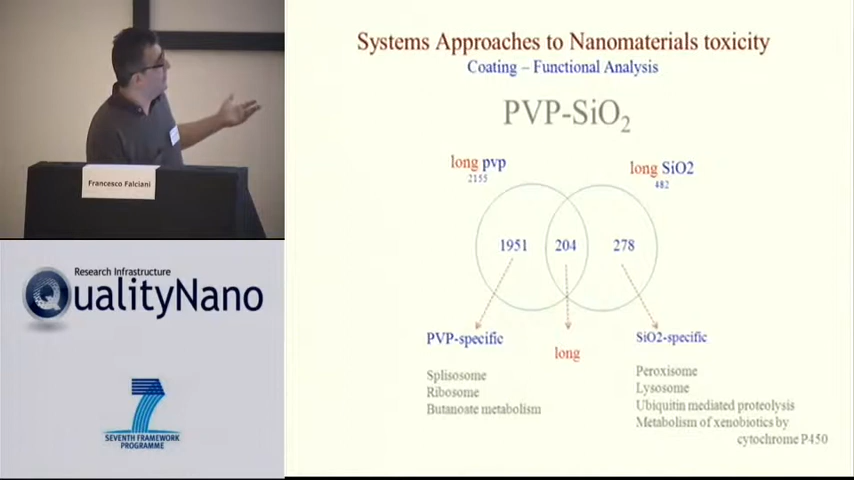 Systems Approaches to Nanomaterials toxicity
Coating – Functional Analysis
PVP-SiO2
long pvp
2155
long SiO2
482
1951
204
278
PVP-specific
long
SiO2-specific
Splisosome
Ribosome
Butanoate metabolism
Peroxisome
Lysosome
Ubiquitin mediated proteolysis
Metabolism of xenobiotics by
cytochrome P450
Francesco Falciani
Research Infrastructure
QualityNano
7
SEVENTH FRAMEWORK
PROGRAMME